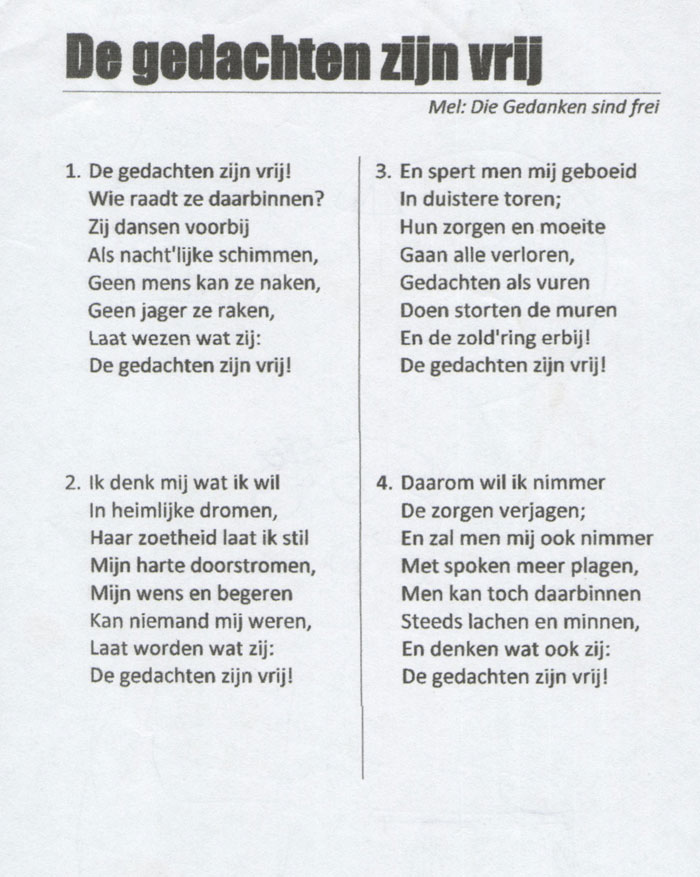 De gedachten zijn vrij
Mel: Die Gedanken sind frei
1. De gedachten zijn vrij!
Wie raadt ze daarbinnen?
Zij dansen voorbij
Als nacht'lijke schimmen,
Geen mens kan ze naken,
Geen jager ze raken,
Laat wezen wat zij:
De gedachten zijn vrij!
2. Ik denk mij wat ik wil
In heimlijke dromen,
Haar zoetheid laat ik stil
Mijn harte doorstromen,
Mijn wens en begeren
Kan niemand mij weren,
Laat worden wat zij:
De gedachten zijn vrij!
3. En spert men mij geboeid
In duistere toren;
Hun zorgen en moeite
Gaan alle verloren,
Gedachten als vuren
Doen storten de muren
En de zold'ring erbij!
De gedachten zijn vrij!
4. Daarom wil ik nimmer
De zorgen verjagen;
En zal men mij ook nimmer
Met spoken meer plagen,
Men kan toch daarbinnen
Steeds lachen en minnen,
En denken wat ook zij:
De gedachten zijn vrij!